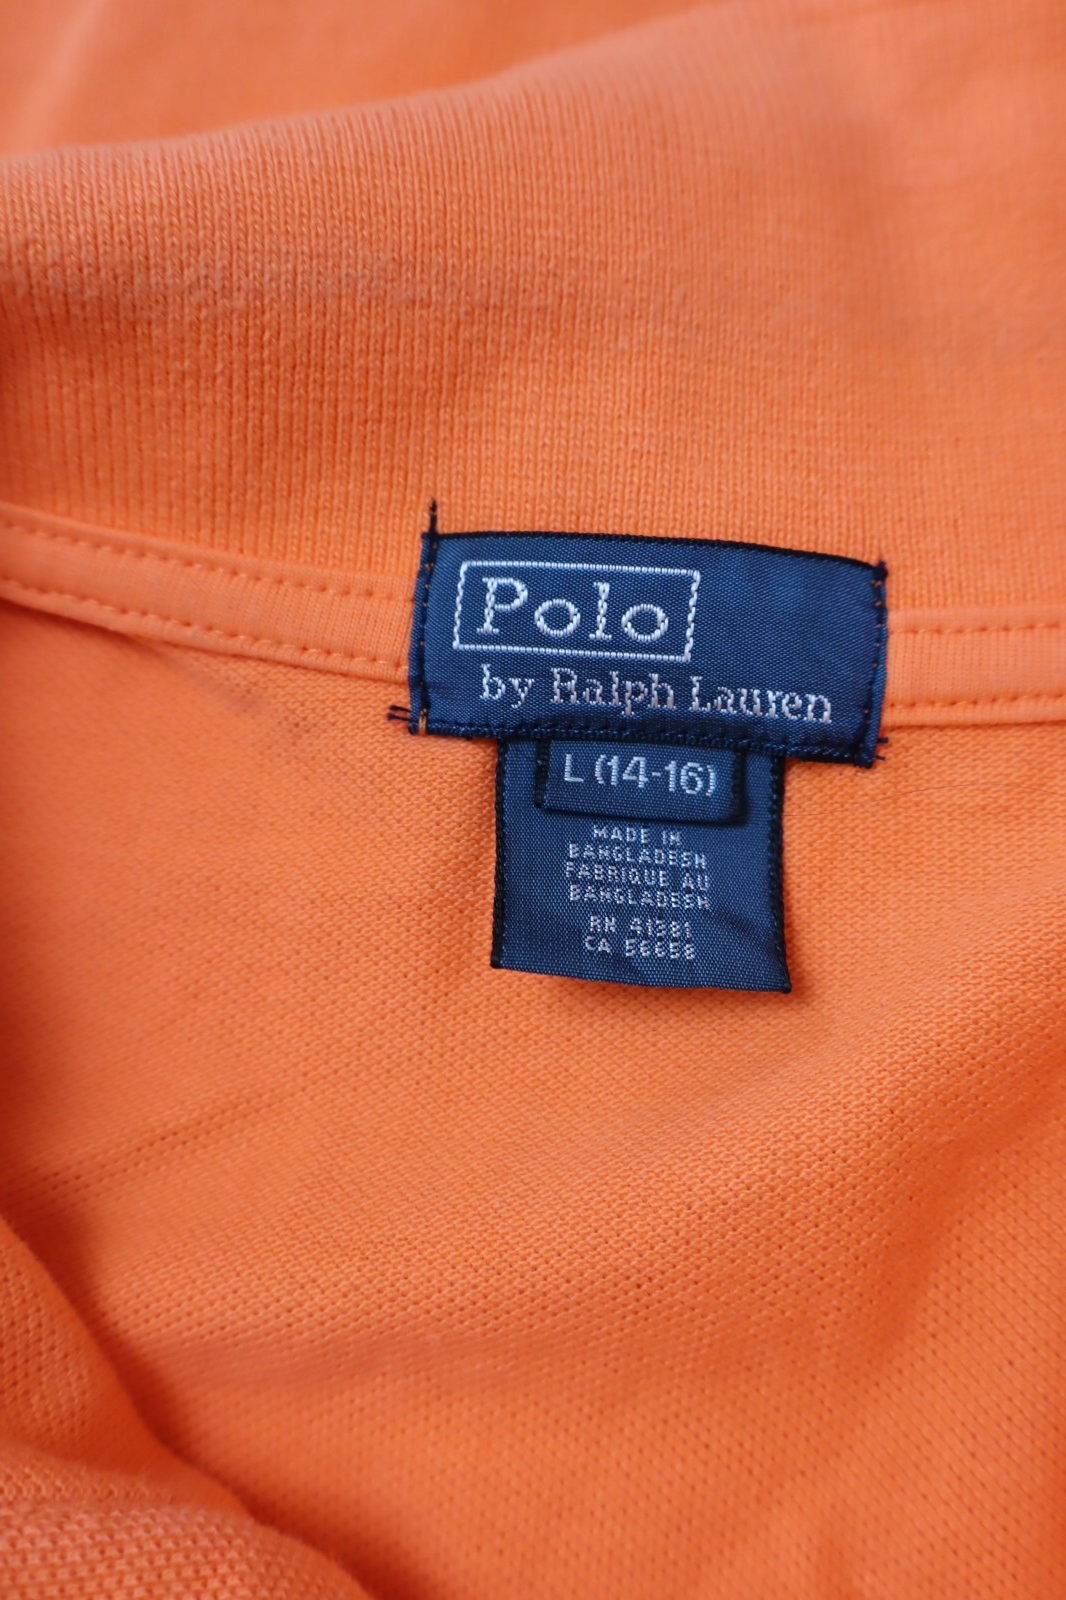 Polo
by Ralph Lauren
L (14-16)
MADE IN
BANGLADESH
FABRIQUE AU
BANGLADESH
RN 41381
CA 56658